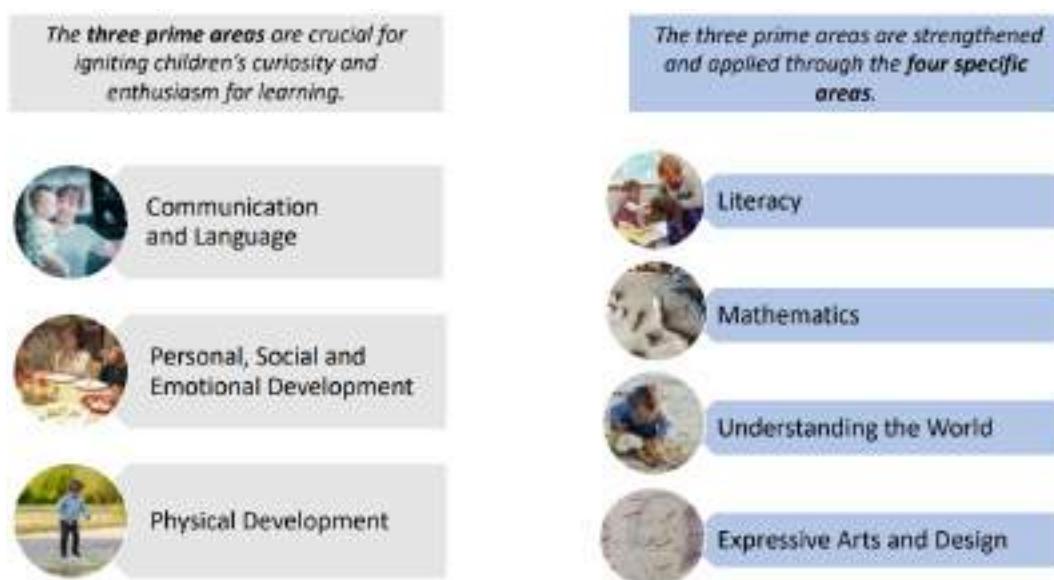 The three prime areas are crucial for
igniting children's curiosity and
enthusiasm for learning.
Communication
and Language
Personal, Social and
Emotional Development
Physical Development
The three prime areas are strengthened
and applied through the four specific
areas.
Literacy
Mathematics
Understanding the World
Expressive Arts and Design